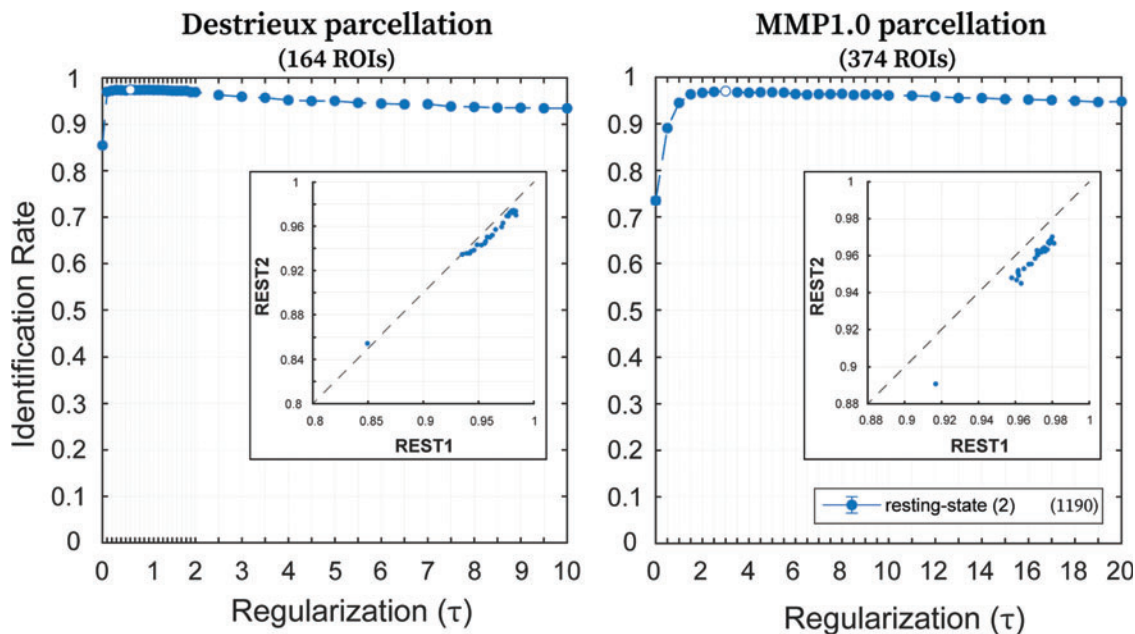 Destrieux parcellation
(164 ROIs)
1
0.9
0.8
0.7
0.6
0.5
0.4
0.3
0.2
0.1
0
Identification Rate
0 1 2 3 4 5 6 7 8 9 10
Regularization (τ)
1
0.96
0.92
0.88
0.84
0.8
REST2
0.8 0.85 0.9 0.95 1
REST1
MMP1.0 parcellation
(374 ROIs)
1
0.9
0.8
0.7
0.6
0.5
0.4
0.3
0.2
0.1
0
0 2 4 6 8 10 12 14 16 18 20
Regularization (τ)
1
0.98
0.96
0.94
0.92
0.9
0.88
REST2
0.88 0.9 0.92 0.94 0.96 0.98 1
REST1
resting-state (2) (1190)